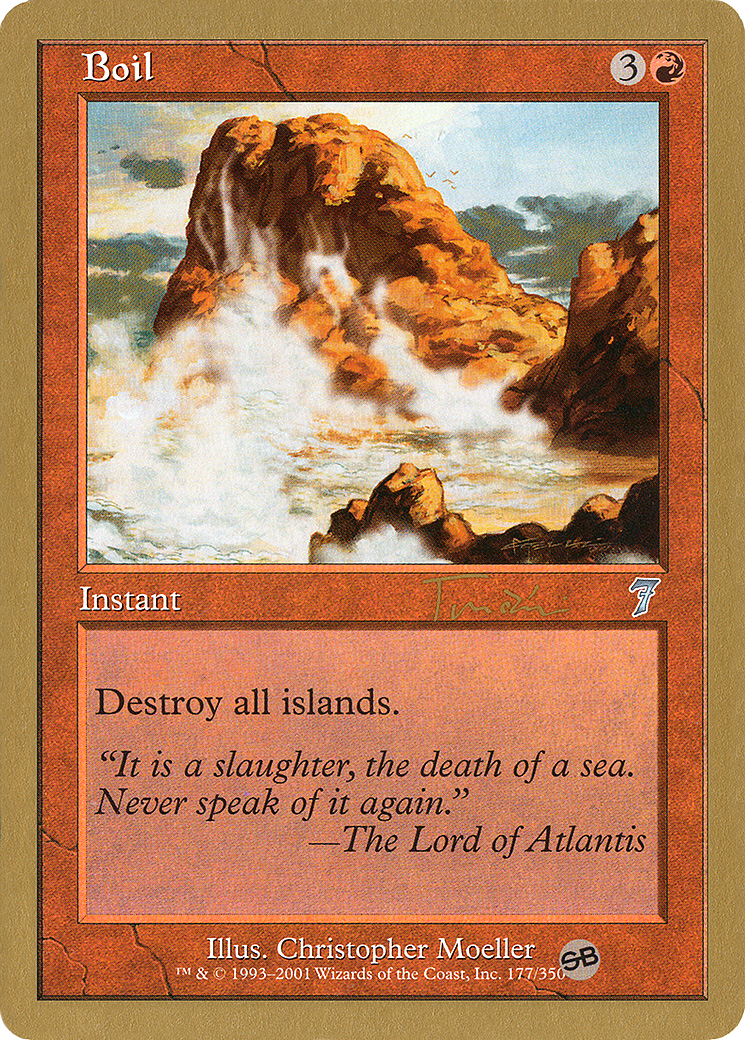 Boil 3
Instant
7
Destroy all islands.
“It is a slaughter, the death of a sea.
Never speak of it again.”
—The Lord of Atlantis
Illus. Christopher Moeller
™ & © 1993–2001 Wizards of the Coast, Inc. 177/350
SB